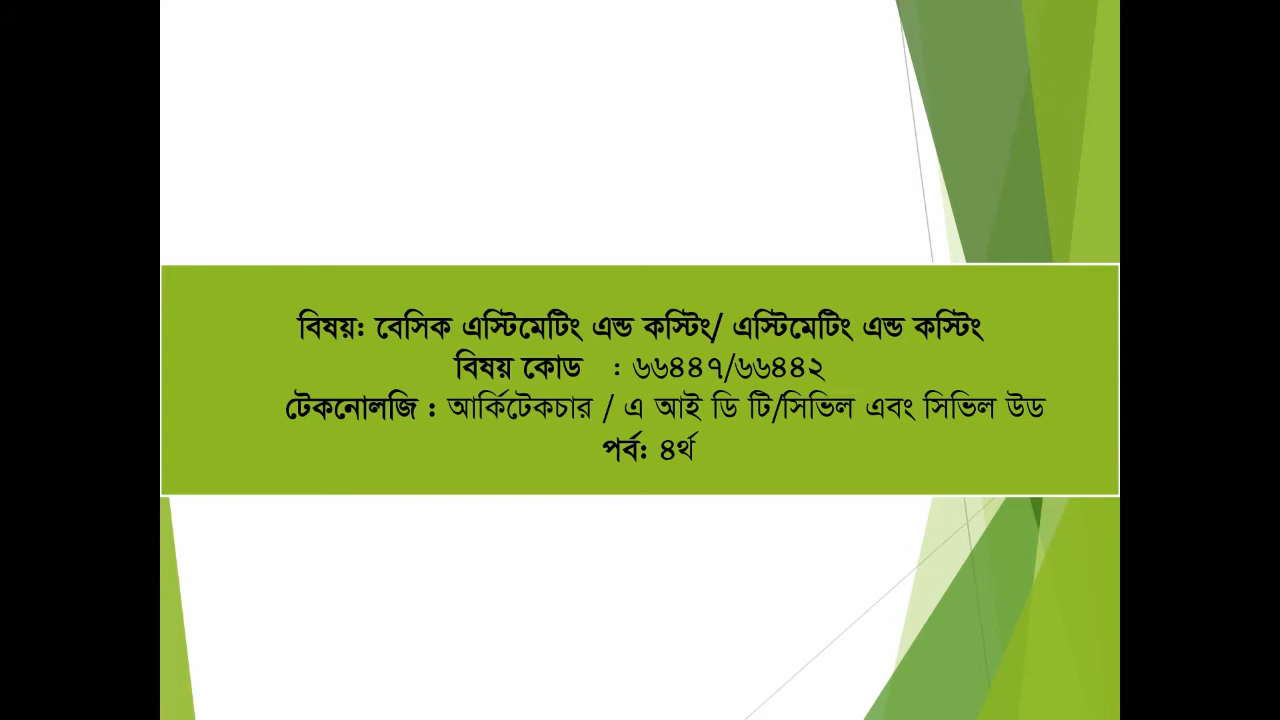 বিষয়: বেসিক এস্টিমেটিং এন্ড কস্টিং/ এস্টিমেটিং এন্ড কস্টিং
বিষয় কোড : ৬৬৪৪৭/৬৬৪৪২
টেকনোলজি : আর্কিটেকচার / এ আই ডি টি/সিভিল এবং সিভিল উড
পর্ব: ৪র্থ